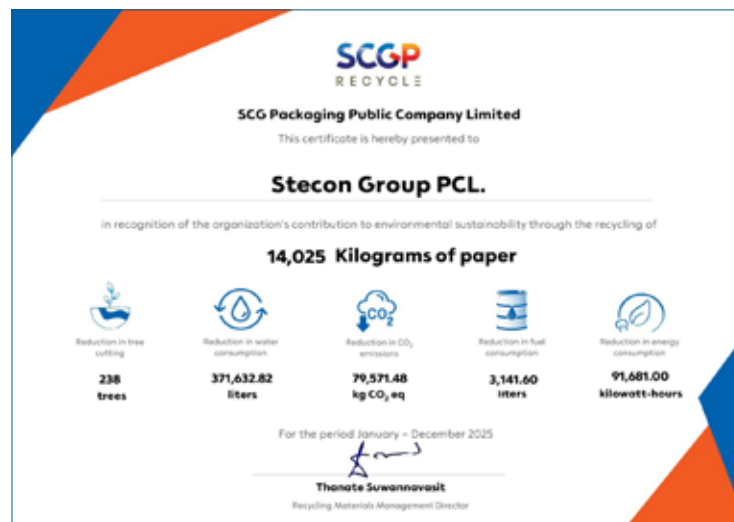 SCGP
RECYCLE
SCG Packaging Public Company Limited
This certificate is hereby presented to
Stecon Group PCL.
in recognition of the organization's contribution to environmental sustainability through the recycling of
14,025 Kilograms of paper
CO₂
Reduction in tree cutting
Reduction in water consumption
Reduction in CO₂ emissions
Reduction in fuel consumption
Reduction in energy consumption
238 trees
371,632.82 liters
79,571.48 kg CO₂ eq
3,141.60 liters
91,681.00 kilowatt-hours
For the period January – December 2025
Thanate Suwannavasit
Recycling Materials Management Director